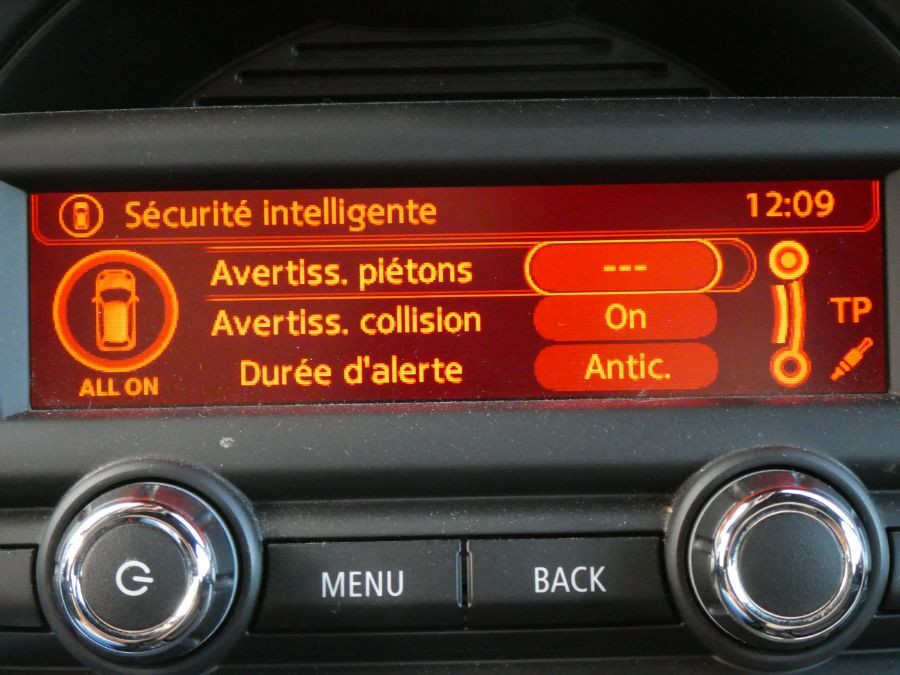 Sécurité intelligente 12:09
Avertiss. piétons ---
Avertiss. collision On
TP
Durée d'alerte Antic.
ALL ON
MENU BACK